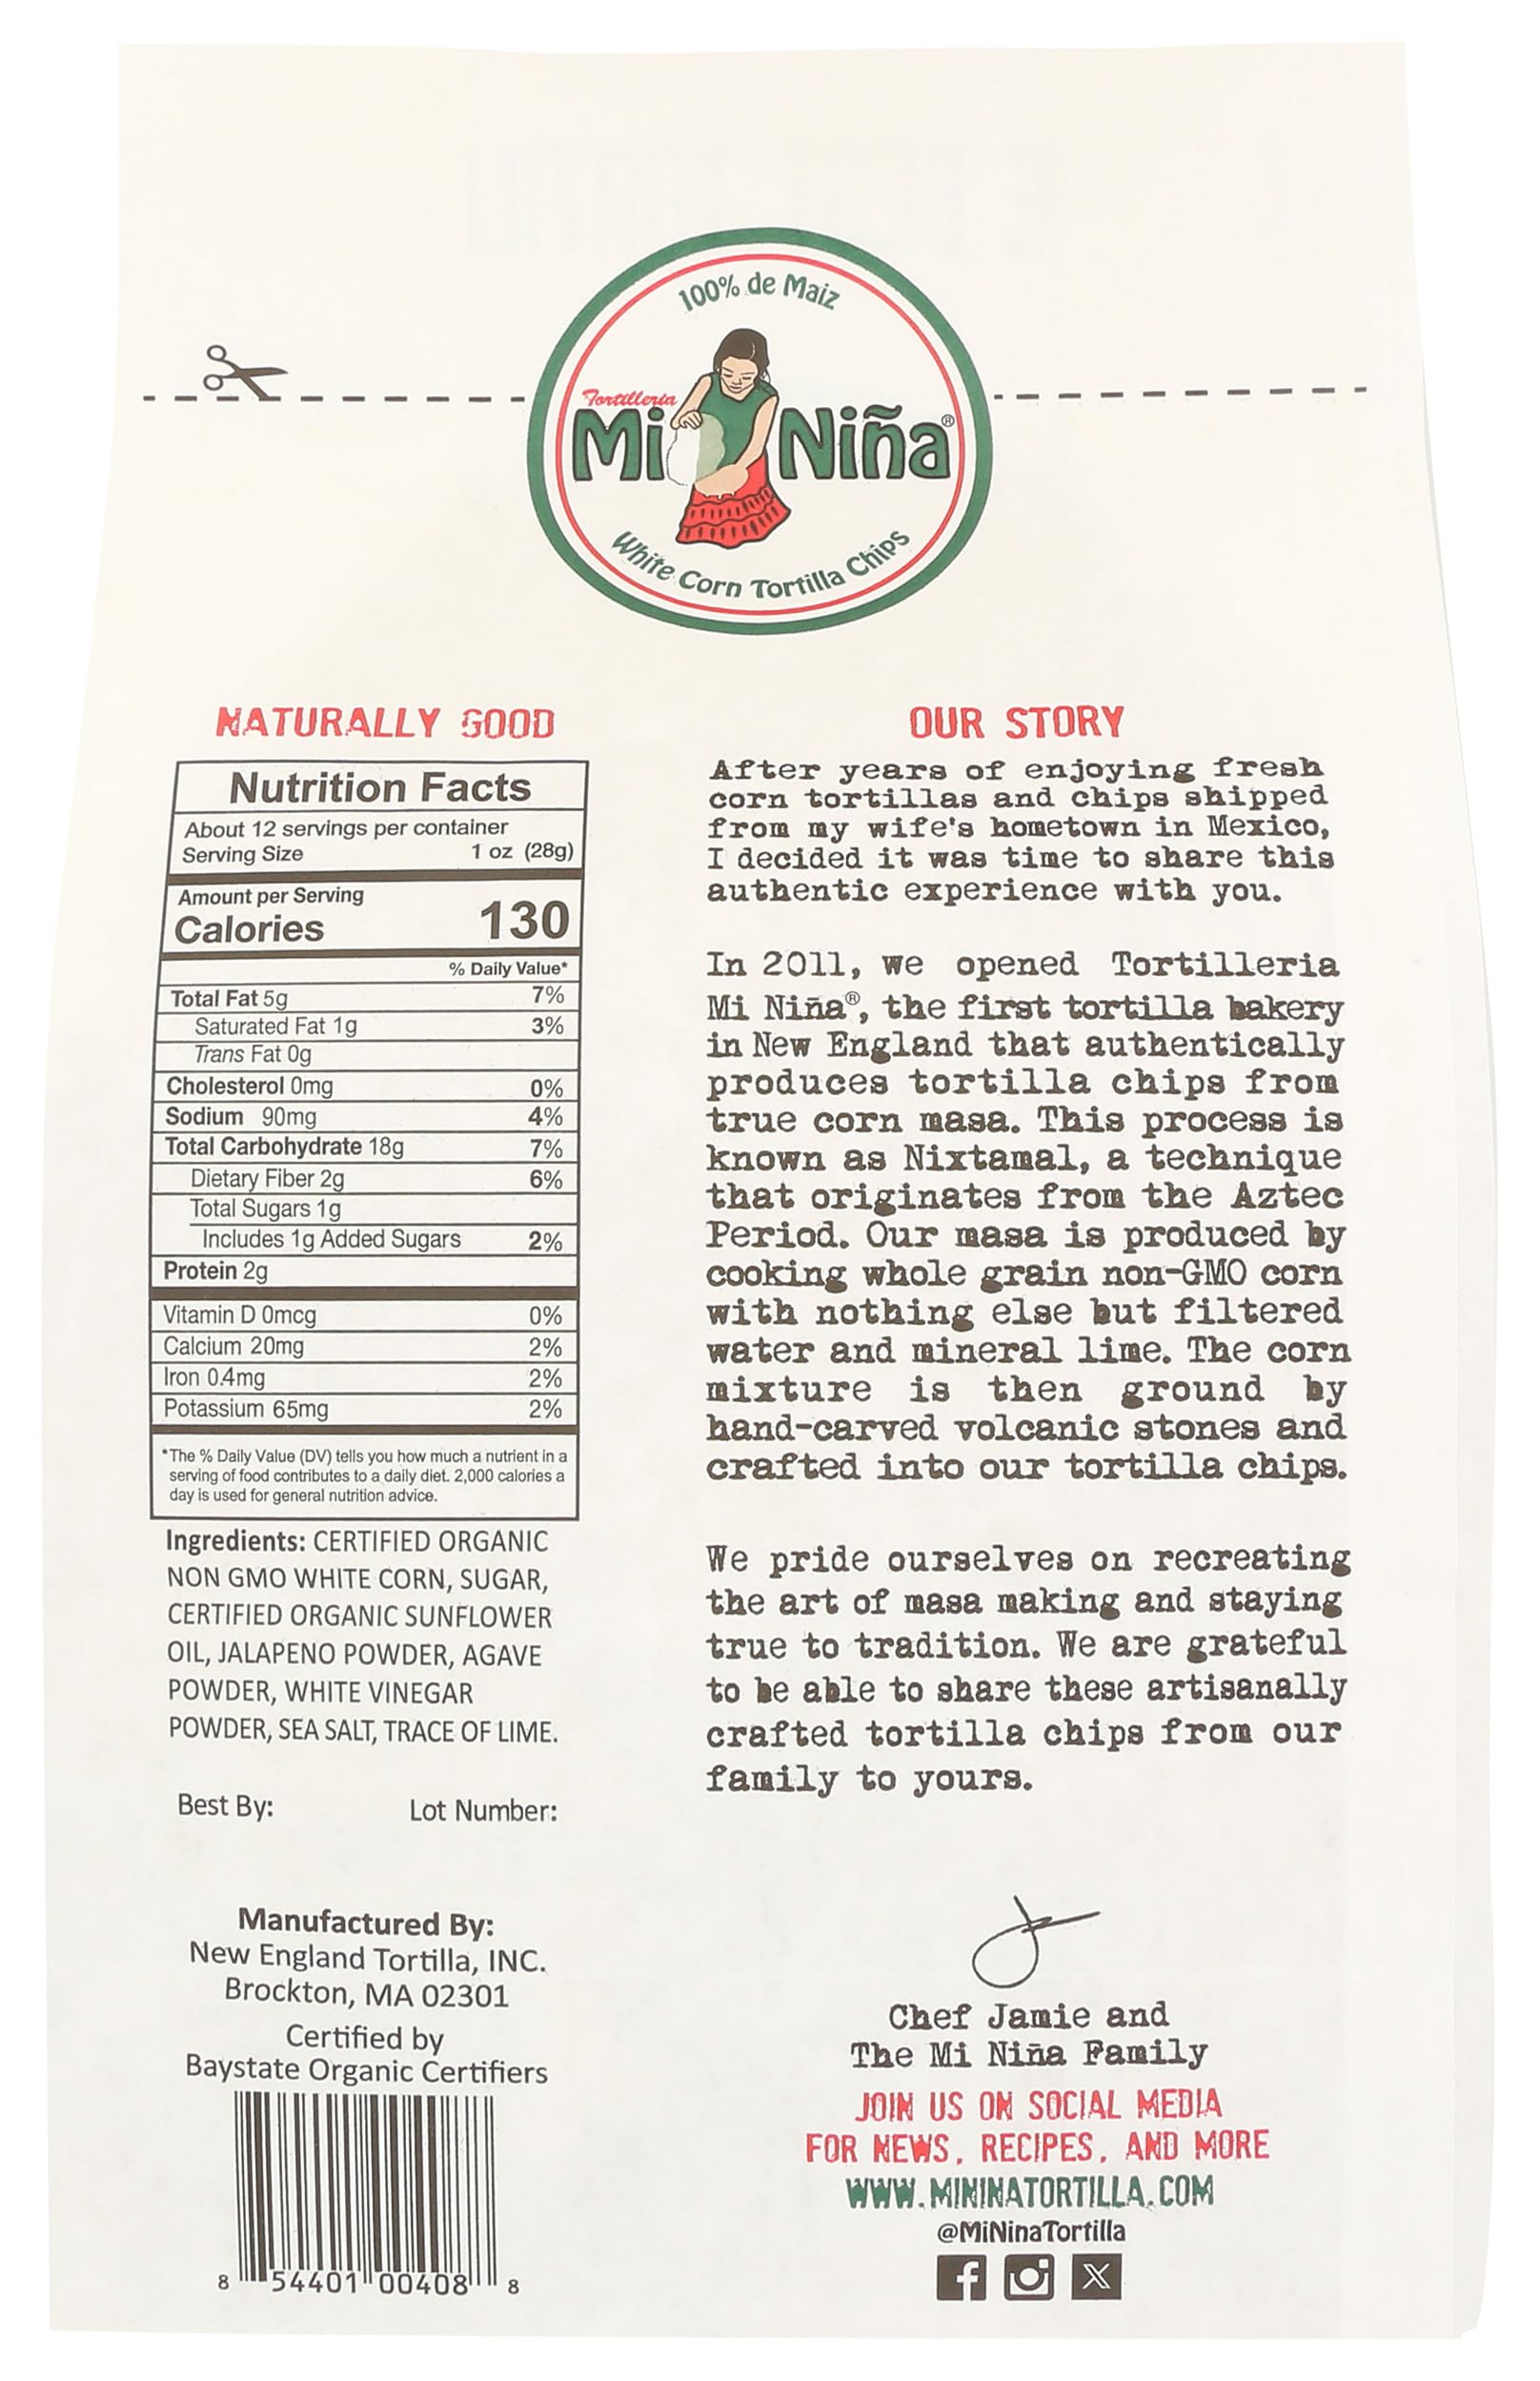 100% de Maiz
Tortilleria
Mi Niña®
White Corn Tortilla Chips
NATURALLY GOOD
Nutrition Facts
About 12 servings per container
Serving Size 1 oz (28g)
Amount per Serving
Calories 130
% Daily Value*
Total Fat 5g 7%
Saturated Fat 1g 3%
Trans Fat 0g
Cholesterol 0mg 0%
Sodium 90mg 4%
Total Carbohydrate 18g 7%
Dietary Fiber 2g 6%
Total Sugars 1g
Includes 1g Added Sugars 2%
Protein 2g
Vitamin D 0mcg 0%
Calcium 20mg 2%
Iron 0.4mg 2%
Potassium 65mg 2%
*The % Daily Value (DV) tells you how much a nutrient in a
serving of food contributes to a daily diet. 2,000 calories a
day is used for general nutrition advice.
Ingredients: CERTIFIED ORGANIC
NON GMO WHITE CORN, SUGAR,
CERTIFIED ORGANIC SUNFLOWER
OIL, JALAPENO POWDER, AGAVE
POWDER, WHITE VINEGAR
POWDER, SEA SALT, TRACE OF LIME.
Best By: Lot Number:
Manufactured By:
New England Tortilla, INC.
Brockton, MA 02301
Certified by
Baystate Organic Certifiers
8 54401 00408 8
OUR STORY
After years of enjoying fresh
corn tortillas and chips shipped
from my wife's hometown in Mexico,
I decided it was time to share this
authentic experience with you.
In 2011, we opened Tortilleria
Mi Niña®, the first tortilla bakery
in New England that authentically
produces tortilla chips from
true corn masa. This process is
known as Nixtamal, a technique
that originates from the Aztec
Period. Our masa is produced by
cooking whole grain non-GMO corn
with nothing else but filtered
water and mineral lime. The corn
mixture is then ground by
hand-carved volcanic stones and
crafted into our tortilla chips.
We pride ourselves on recreating
the art of masa making and staying
true to tradition. We are grateful
to be able to share these artisanally
crafted tortilla chips from our
family to yours.
Chef Jamie and
The Mi Niña Family
JOIN US ON SOCIAL MEDIA
FOR NEWS, RECIPES, AND MORE
WWW.MININATORTILLA.COM
@MiNinaTortilla